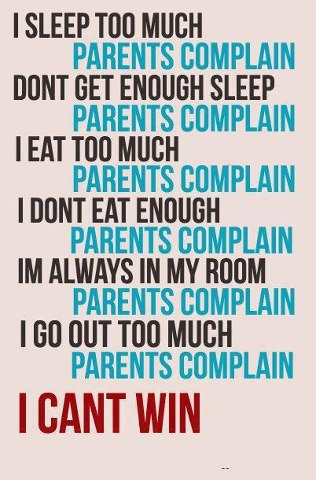 I SLEEP TOO MUCH
PARENTS COMPLAIN
DONT GET ENOUGH SLEEP
PARENTS COMPLAIN
I EAT TOO MUCH
PARENTS COMPLAIN
I DONT EAT ENOUGH
PARENTS COMPLAIN
IM ALWAYS IN MY ROOM
PARENTS COMPLAIN
I GO OUT TOO MUCH
PARENTS COMPLAIN
I CANT WIN
--